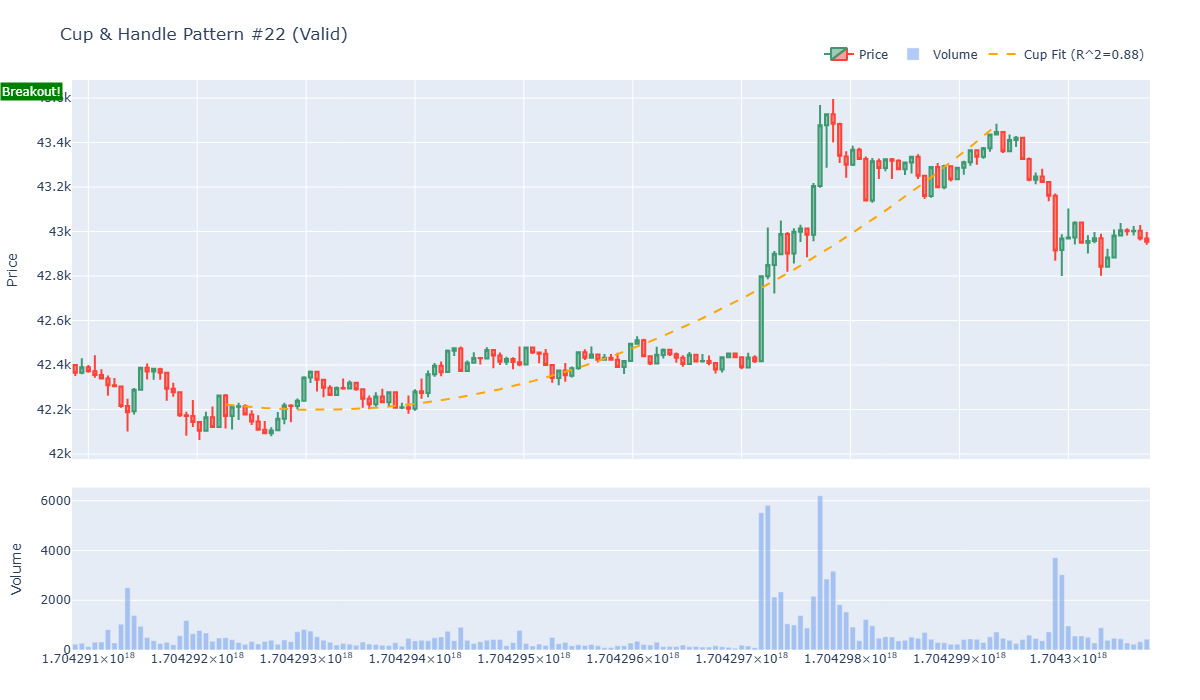 Cup & Handle Pattern #22 (Valid)
Price
Volume
Cup Fit (R^2=0.88)
Breakout!
43.4k
43.2k
43k
42.8k
42.6k
42.4k
42.2k
42k
Price
6000
4000
2000
0
Volume
1.704291×10¹⁸
1.704292×10¹⁸
1.704293×10¹⁸
1.704294×10¹⁸
1.704295×10¹⁸
1.704296×10¹⁸
1.704297×10¹⁸
1.704298×10¹⁸
1.704299×10¹⁸
1.7043×10¹⁸